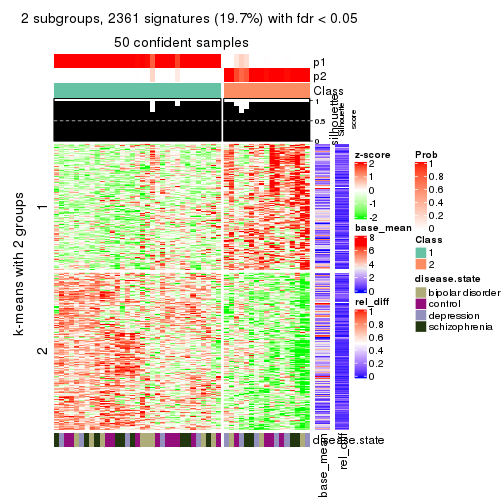 2 subgroups, 2361 signatures (19.7%) with fdr < 0.05
50 confident samples
p1
p2
Class
silhouette
Silhouette
score
1
0.5
0
k-means with 2 groups
1
2
disease.state
base_mean
rel_diff
z-score
2
1
0
-1
-2
base_mean
8
6
4
2
0
rel_diff
1
0.8
0.6
0.4
0.2
0
Prob
1
0.8
0.6
0.4
0.2
0
Class
1
2
disease.state
bipolar disorder
control
depression
schizophrenia